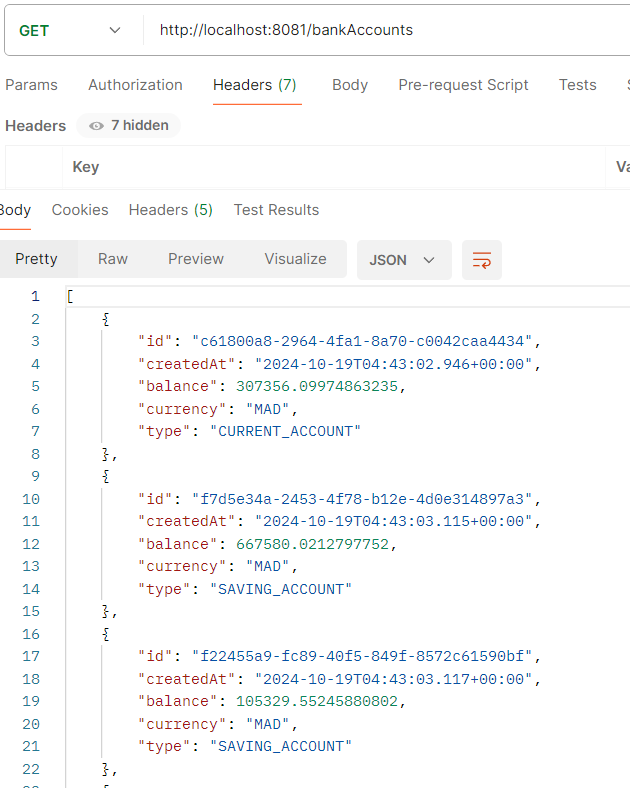 GET http://localhost:8081/bankAccounts
Params Authorization Headers (7) Body Pre-request Script Tests
Headers 7 hidden
Key
Body Cookies Headers (5) Test Results
Pretty Raw Preview Visualize JSON
1 [
2 {
3 "id": "c61800a8-2964-4fa1-8a70-c0042caa4434",
4 "createdAt": "2024-10-19T04:43:02.946+00:00",
5 "balance": 307356.09974863235,
6 "currency": "MAD",
7 "type": "CURRENT_ACCOUNT"
8 },
9 {
10 "id": "f7d5e34a-2453-4f78-b12e-4d0e314897a3",
11 "createdAt": "2024-10-19T04:43:03.115+00:00",
12 "balance": 667580.0212797752,
13 "currency": "MAD",
14 "type": "SAVING_ACCOUNT"
15 },
16 {
17 "id": "f22455a9-fc89-40f5-849f-8572c61590bf",
18 "createdAt": "2024-10-19T04:43:03.117+00:00",
19 "balance": 105329.55245880802,
20 "currency": "MAD",
21 "type": "SAVING_ACCOUNT"
22 },